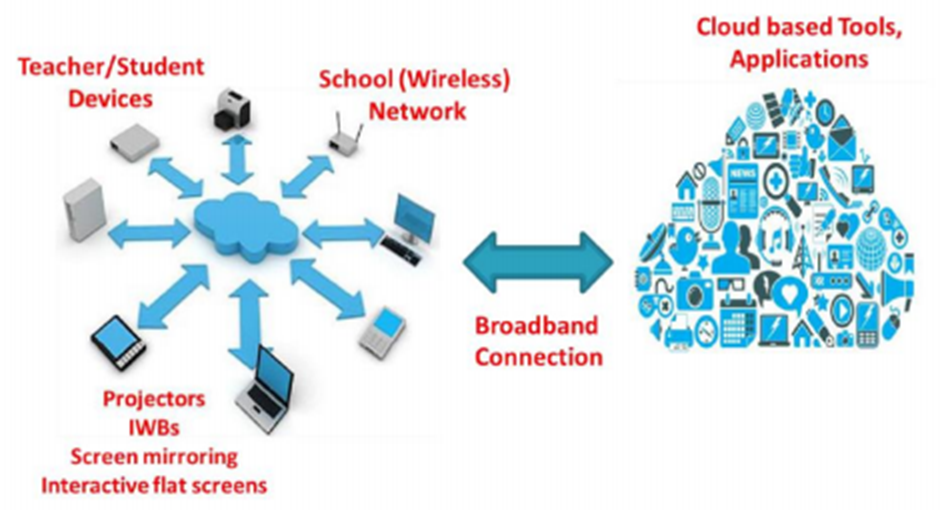 Cloud based Tools,
Applications
Teacher/Student
Devices
School (Wireless)
Network
NEWS
Broadband
Connection
Projectors
IWBs
Screen mirroring
Interactive flat screens